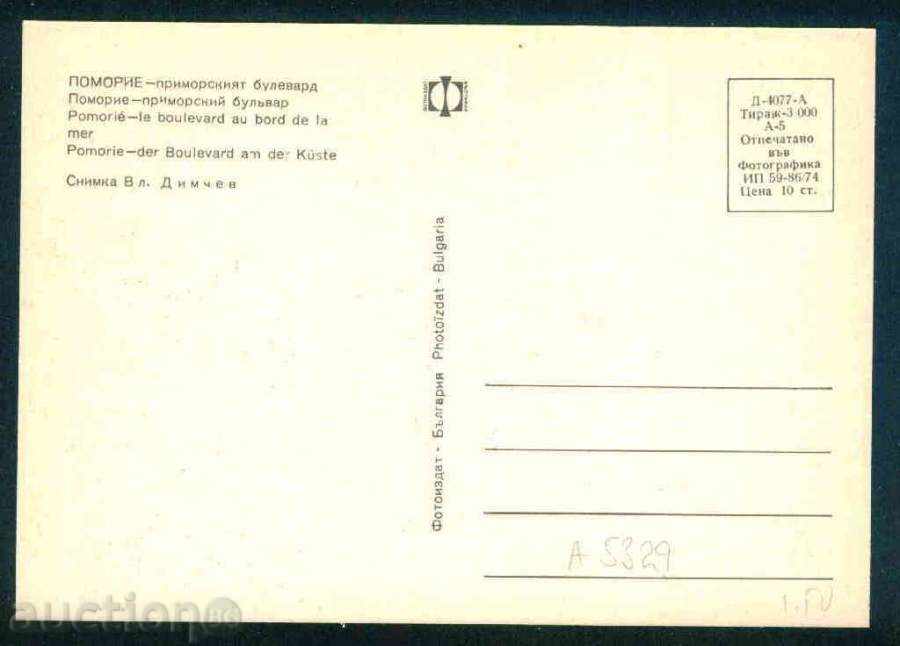 ПОМОРИЕ—приморският булевард
Поморие—приморский бульвар
Pomorié—le boulevard au bord de la
mer
Pomorie—der Boulevard am der Küste
Снимка Вл. Димчев
Фотоиздат - България Photoïzdat - Bulgaria
Д-4077-А
Тираж-3 000
А-5
Отпечатано
във
Фотографика
ИП 59-86/74
Цена 10 ст.
A 5329
auction